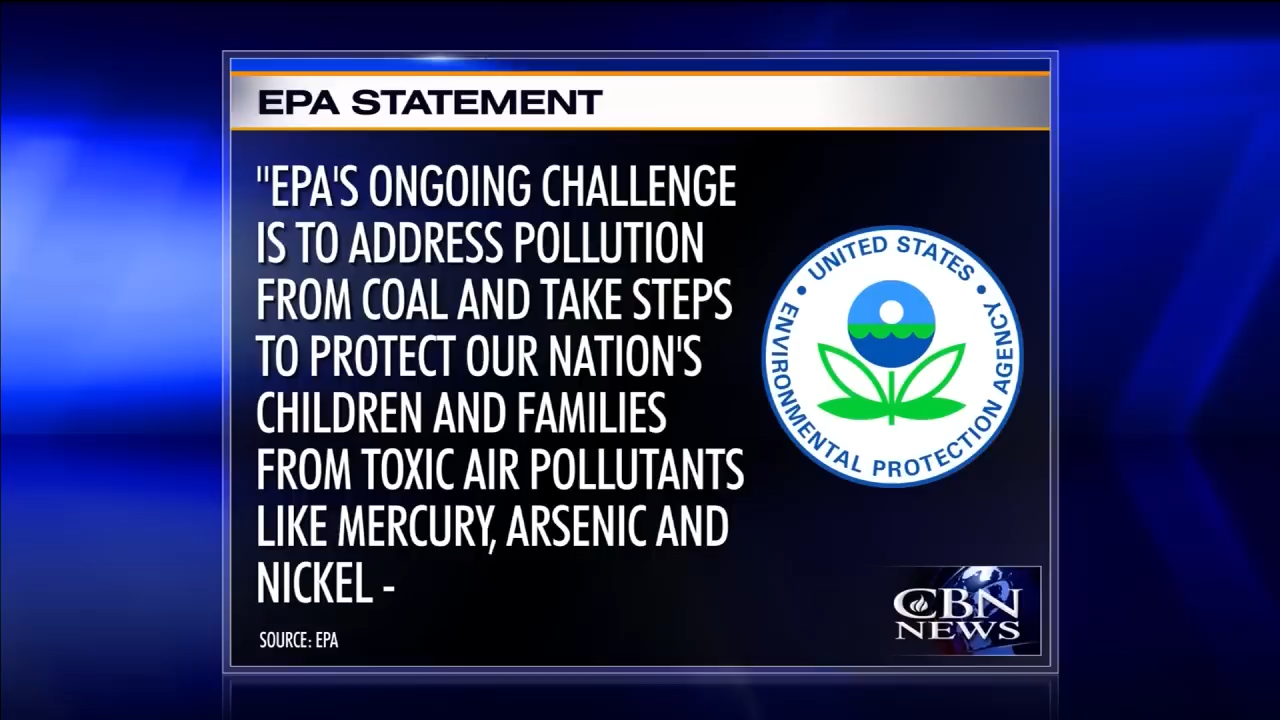 EPA STATEMENT
"EPA'S ONGOING CHALLENGE
IS TO ADDRESS POLLUTION
FROM COAL AND TAKE STEPS
TO PROTECT OUR NATION'S
CHILDREN AND FAMILIES
FROM TOXIC AIR POLLUTANTS
LIKE MERCURY, ARSENIC AND
NICKEL -
SOURCE: EPA
UNITED STATES
ENVIRONMENTAL PROTECTION AGENCY
CBN
NEWS